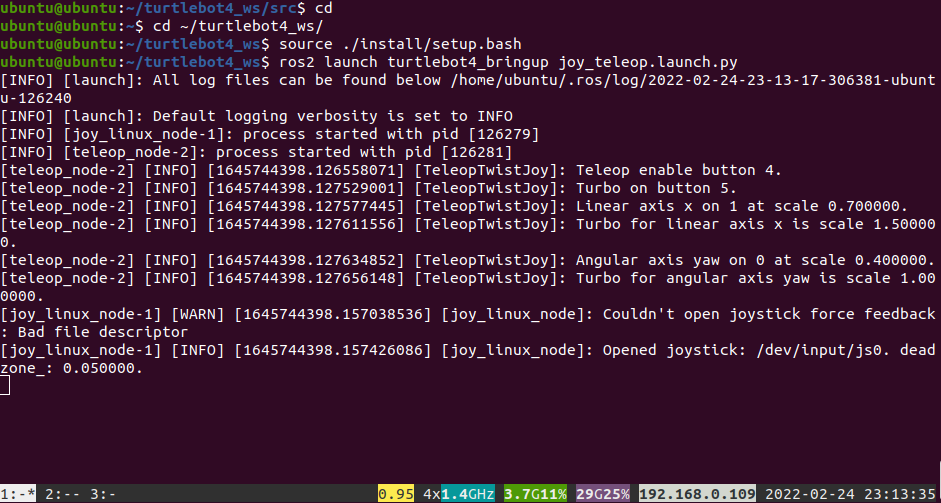 ubuntu@ubuntu:~/turtlebot4_ws/src$ cd
ubuntu@ubuntu:~$ cd ~/turtlebot4_ws/
ubuntu@ubuntu:~/turtlebot4_ws$ source ./install/setup.bash
ubuntu@ubuntu:~/turtlebot4_ws$ ros2 launch turtlebot4_bringup joy_teleop.launch.py
[INFO] [launch]: All log files can be found below /home/ubuntu/.ros/log/2022-02-24-23-13-17-306381-ubunt
u-126240
[INFO] [launch]: Default logging verbosity is set to INFO
[INFO] [joy_linux_node-1]: process started with pid [126279]
[INFO] [teleop_node-2]: process started with pid [126281]
[teleop_node-2] [INFO] [1645744398.126558071] [TeleopTwistJoy]: Teleop enable button 4.
[teleop_node-2] [INFO] [1645744398.127529001] [TeleopTwistJoy]: Turbo on button 5.
[teleop_node-2] [INFO] [1645744398.127577445] [TeleopTwistJoy]: Linear axis x on 1 at scale 0.700000.
[teleop_node-2] [INFO] [1645744398.127611556] [TeleopTwistJoy]: Turbo for linear axis x is scale 1.50000
0.
[teleop_node-2] [INFO] [1645744398.127634852] [TeleopTwistJoy]: Angular axis yaw on 0 at scale 0.400000.
[teleop_node-2] [INFO] [1645744398.127656148] [TeleopTwistJoy]: Turbo for angular axis yaw is scale 1.00
0000.
[joy_linux_node-1] [WARN] [1645744398.157038536] [joy_linux_node]: Couldn't open joystick force feedback
: Bad file descriptor
[joy_linux_node-1] [INFO] [1645744398.157426086] [joy_linux_node]: Opened joystick: /dev/input/js0. dead
zone_: 0.050000.
1:-* 2:-- 3:- 0.95 4x1.4GHz 3.7G11% 29G25% 192.168.0.109 2022-02-24 23:13:35